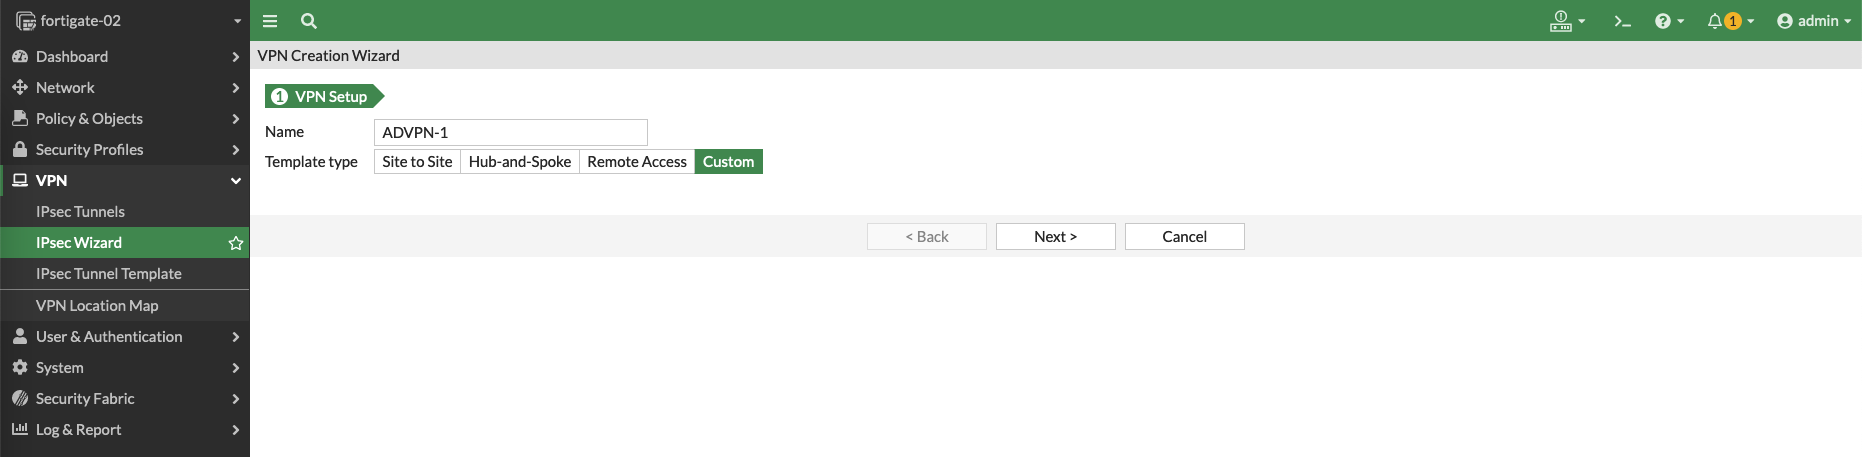 fortigate-02
1
admin
Dashboard
Network
Policy & Objects
Security Profiles
VPN
IPsec Tunnels
IPsec Wizard
IPsec Tunnel Template
VPN Location Map
User & Authentication
System
Security Fabric
Log & Report
VPN Creation Wizard
1 VPN Setup
Name ADVPN-1
Template type Site to Site Hub-and-Spoke Remote Access Custom
< Back Next > Cancel